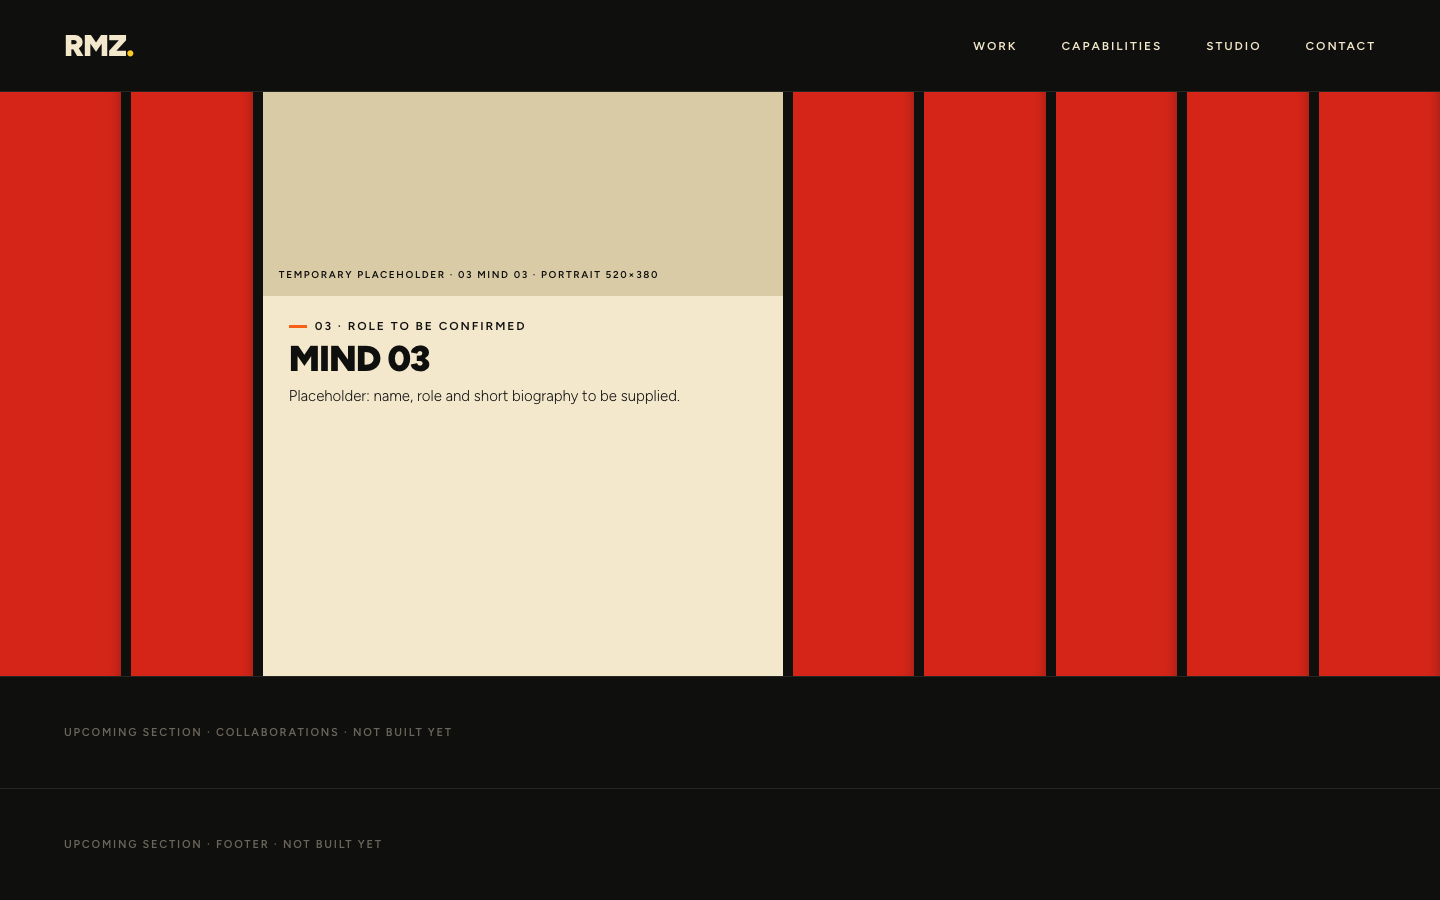 RMZ.
WORK CAPABILITIES STUDIO CONTACT
TEMPORARY PLACEHOLDER · 03 MIND 03 · PORTRAIT 520×380
03 · ROLE TO BE CONFIRMED
MIND 03
Placeholder: name, role and short biography to be supplied.
UPCOMING SECTION · COLLABORATIONS · NOT BUILT YET
UPCOMING SECTION · FOOTER · NOT BUILT YET